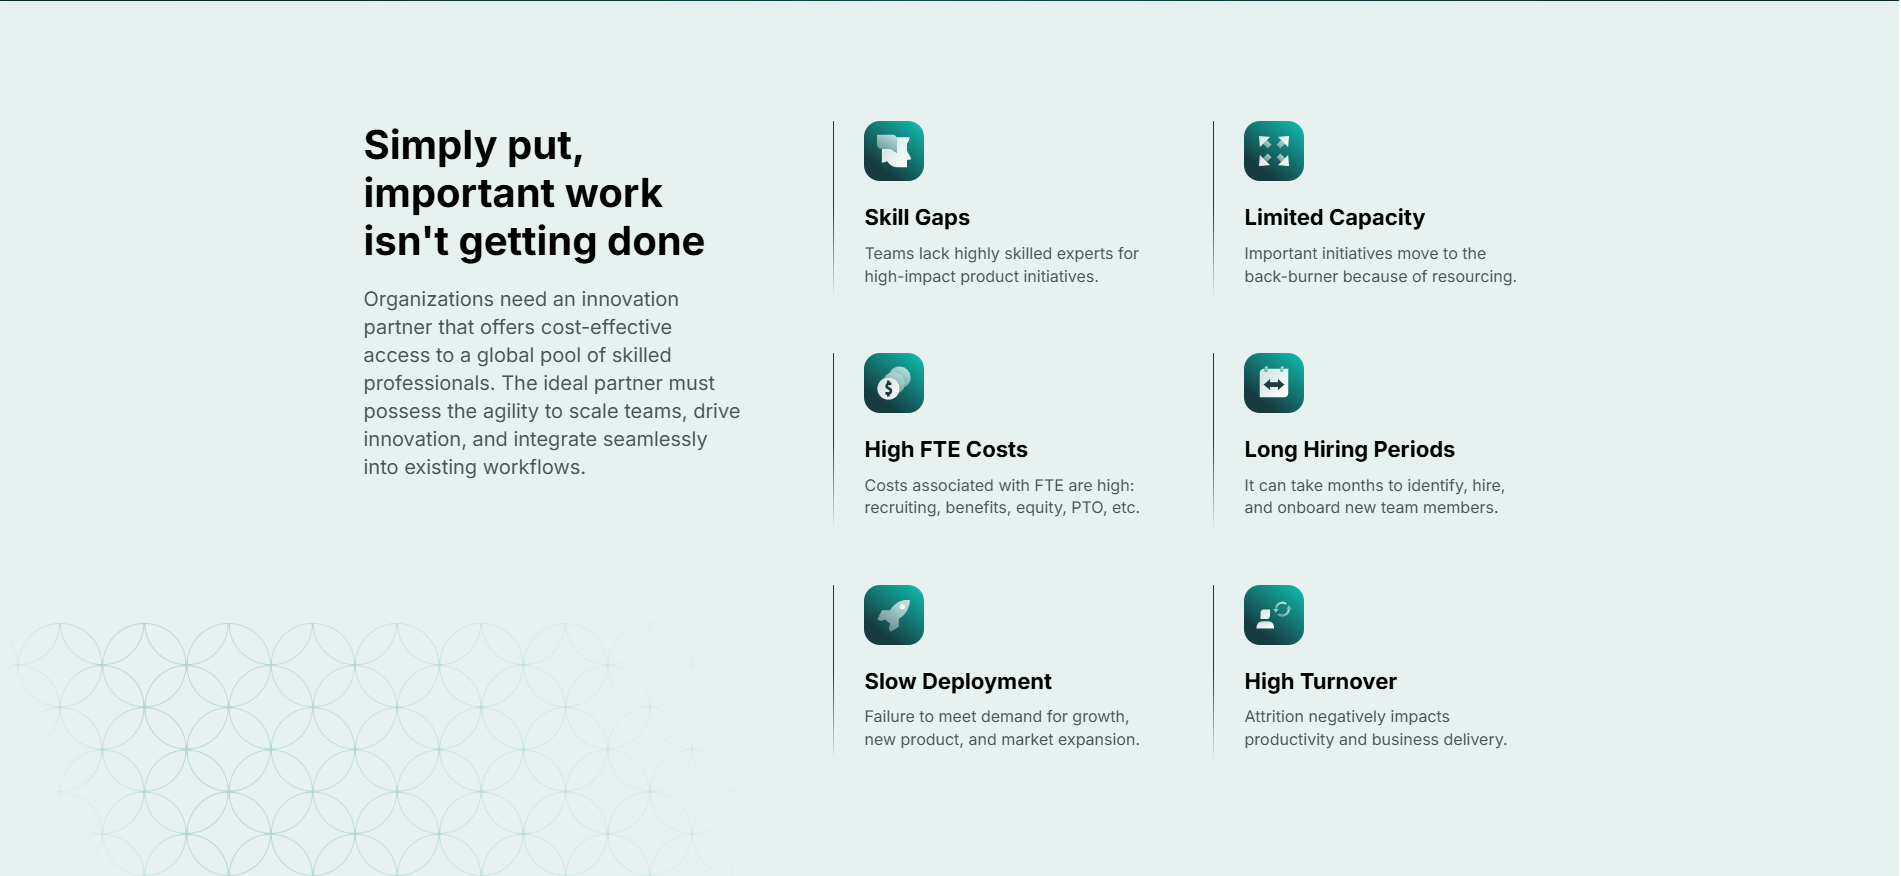 Simply put,
important work
isn't getting done
Organizations need an innovation
partner that offers cost-effective
access to a global pool of skilled
professionals. The ideal partner must
possess the agility to scale teams, drive
innovation, and integrate seamlessly
into existing workflows.
Skill Gaps
Teams lack highly skilled experts for
high-impact product initiatives.
Limited Capacity
Important initiatives move to the
back-burner because of resourcing.
$
High FTE Costs
Costs associated with FTE are high:
recruiting, benefits, equity, PTO, etc.
Long Hiring Periods
It can take months to identify, hire,
and onboard new team members.
Slow Deployment
Failure to meet demand for growth,
new product, and market expansion.
High Turnover
Attrition negatively impacts
productivity and business delivery.